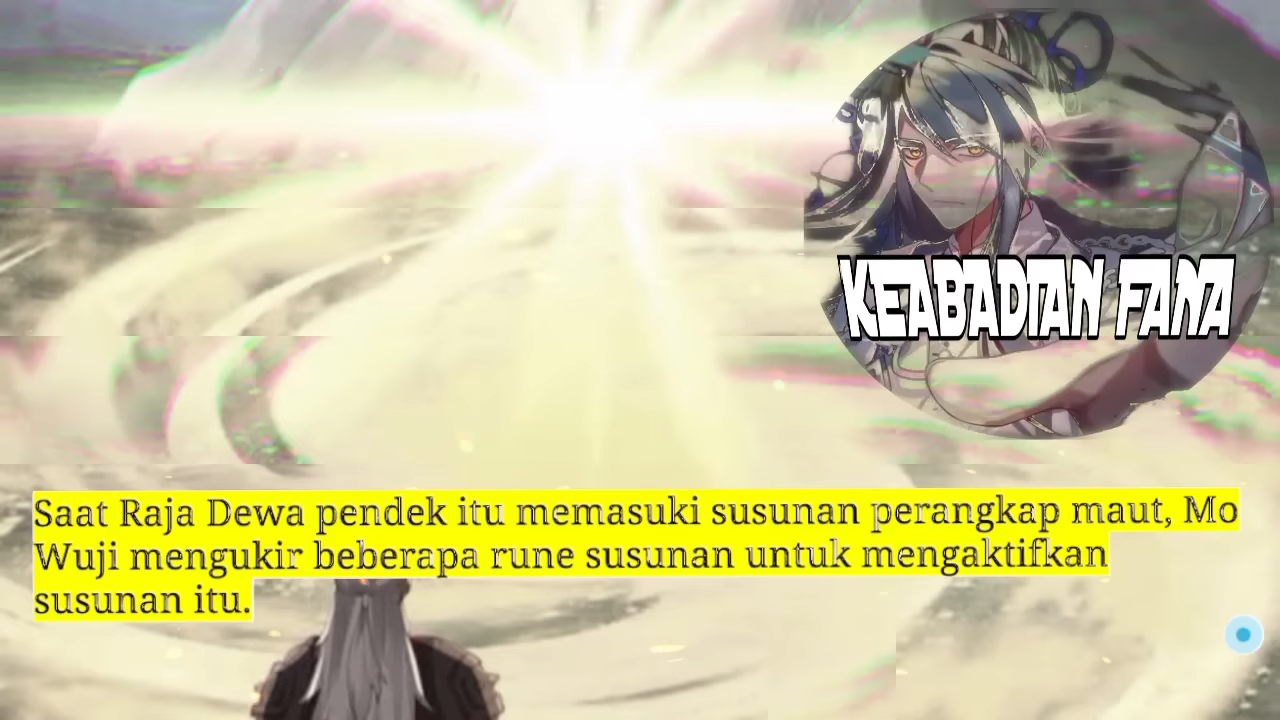 KEABADIAN FANA
Saat Raja Dewa pendek itu memasuki susunan perangkap maut, Mo
Wuji mengukir beberapa rune susunan untuk mengaktifkan
susunan itu.